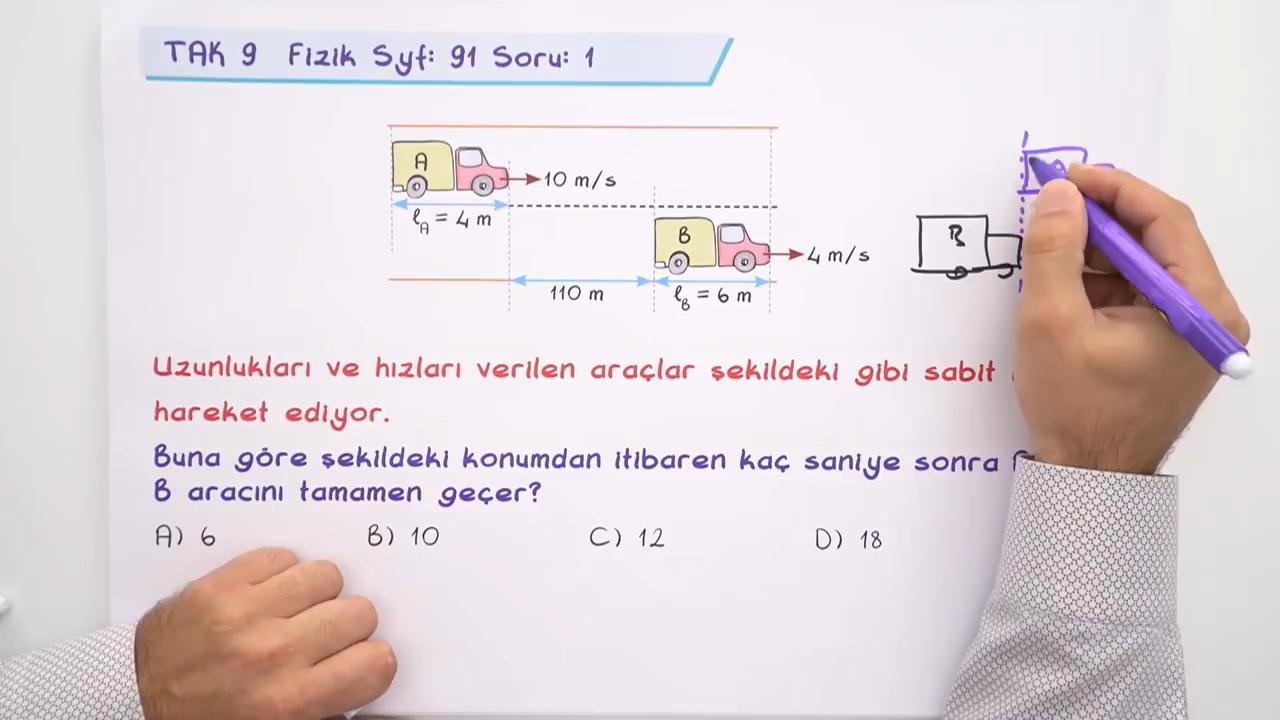 TAK 9 Fizik Syf: 91 Soru: 1
A
10 m/s
ℓA = 4 m
B
4 m/s
B
110 m
ℓB = 6 m
Uzunlukları ve hızları verilen araçlar şekildeki gibi sabit
hareket ediyor.
Buna göre şekildeki konumdan itibaren kaç saniye sonra
B aracını tamamen geçer?
A) 6 B) 10 C) 12 D) 18